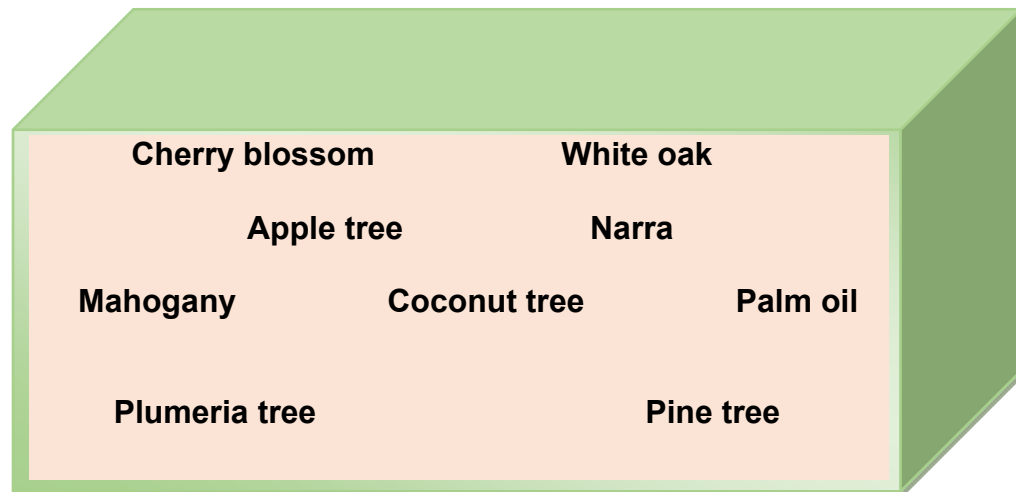 Cherry blossom White oak
Apple tree Narra
Mahogany Coconut tree Palm oil
Plumeria tree Pine tree